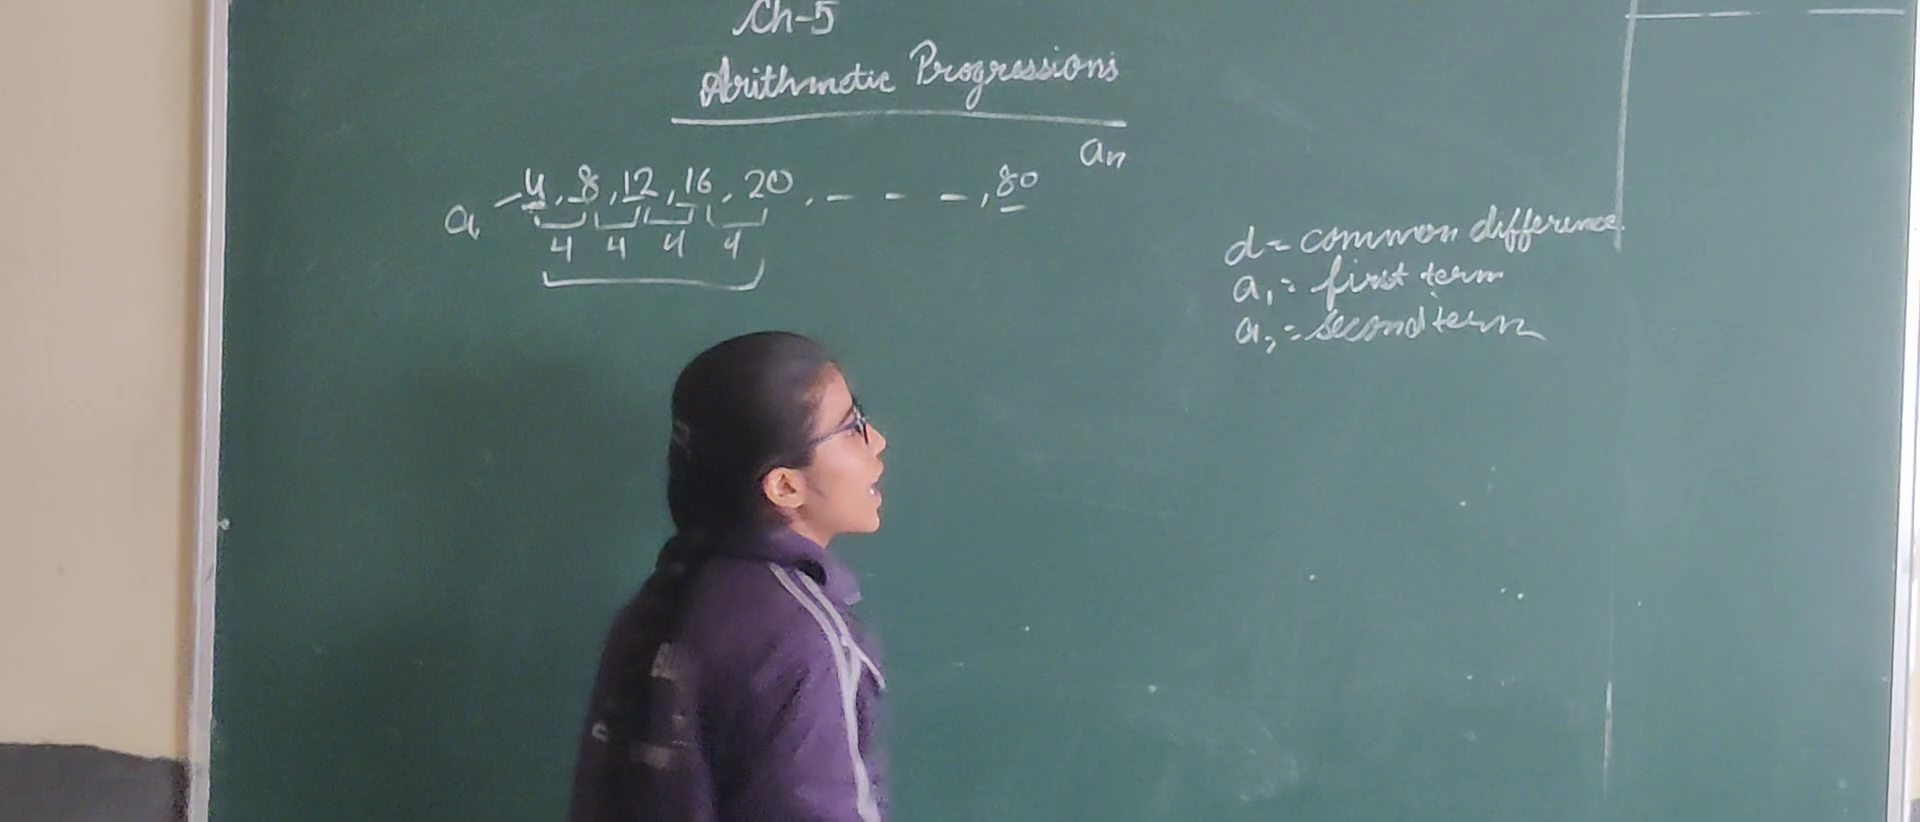 Ch-5
Arithmetic Progressions
an
a1 4, 8, 12, 16, 20, - - - -, 80
4 4 4 4
d = common difference
a1 = first term
a2 = second term